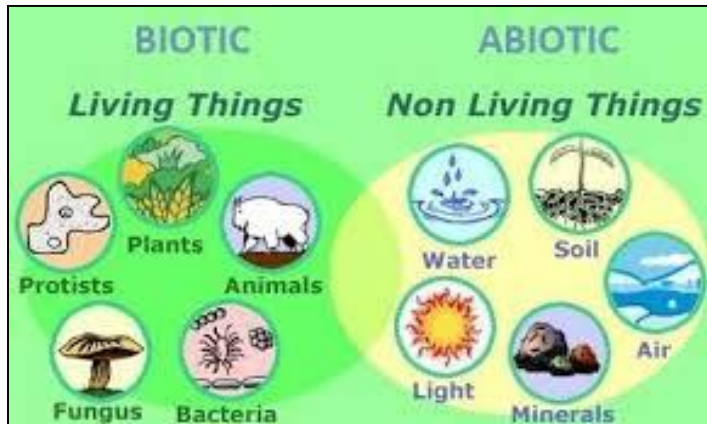 BIOTIC
ABIOTIC
Living Things
Non Living Things
Plants
Protists
Animals
Fungus
Bacteria
Water
Soil
Air
Light
Minerals